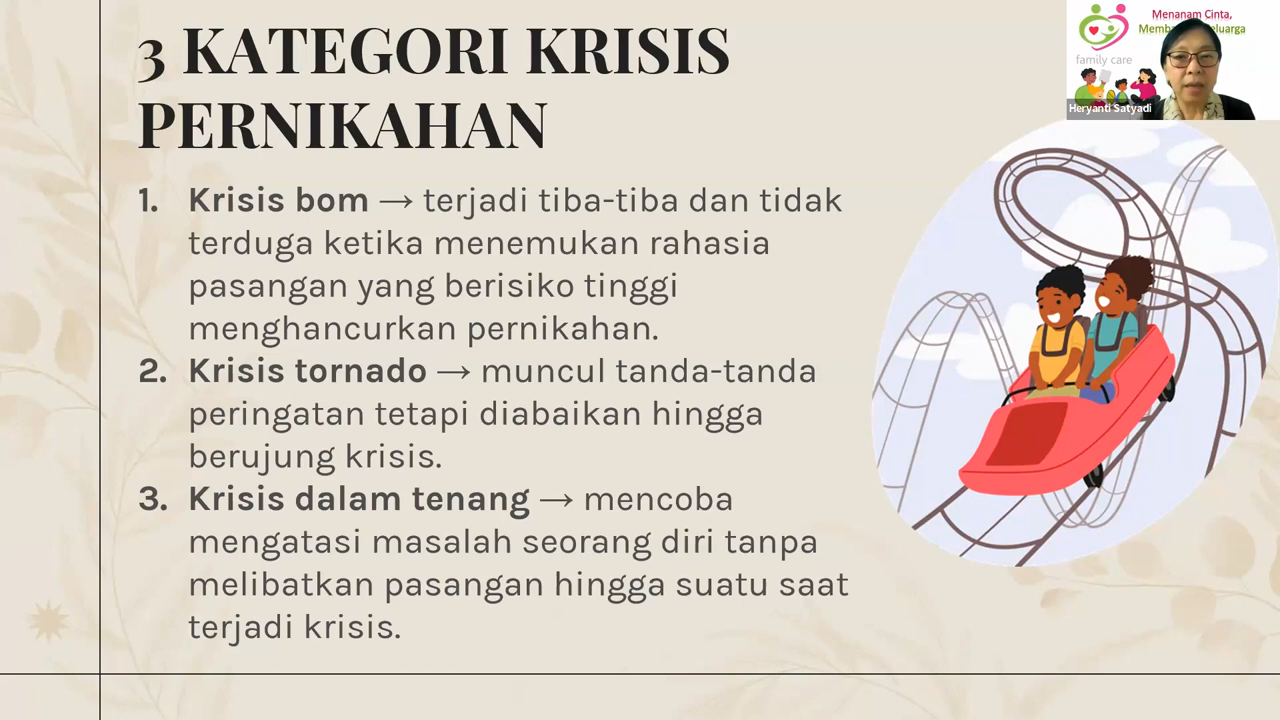 3 KATEGORI KRISIS
PERNIKAHAN
1. Krisis bom → terjadi tiba-tiba dan tidak
terduga ketika menemukan rahasia
pasangan yang berisiko tinggi
menghancurkan pernikahan.
2. Krisis tornado → muncul tanda-tanda
peringatan tetapi diabaikan hingga
berujung krisis.
3. Krisis dalam tenang → mencoba
mengatasi masalah seorang diri tanpa
melibatkan pasangan hingga suatu saat
terjadi krisis.
Menanam Cinta,
family care
Heryanti Satyadi